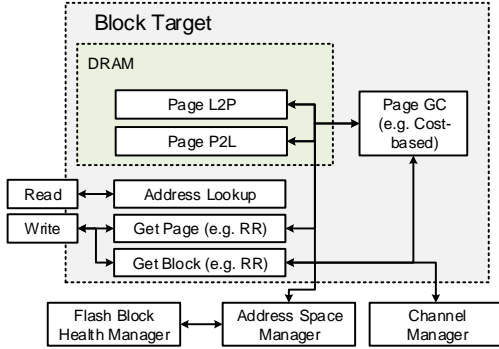 Block Target
DRAM
Page L2P
Page P2L
Page GC
(e.g. Cost-
based)
Read
Address Lookup
Write
Get Page (e.g. RR)
Get Block (e.g. RR)
Flash Block
Health Manager
Address Space
Manager
Channel
Manager